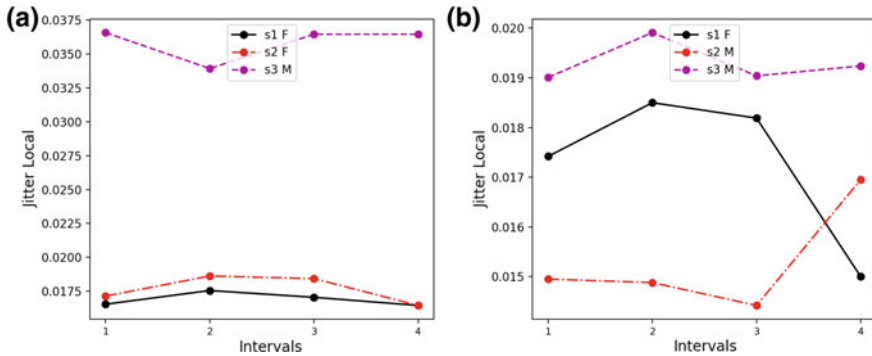 (a)
0.0375
0.0350
0.0325
0.0300
0.0275
0.0250
0.0225
0.0200
0.0175
Jitter Local
s1 F
s2 F
s3 M
1 2 3 4
Intervals
(b)
0.020
0.019
0.018
0.017
0.016
0.015
Jitter Local
s1 F
s2 M
s3 M
1 2 3 4
Intervals